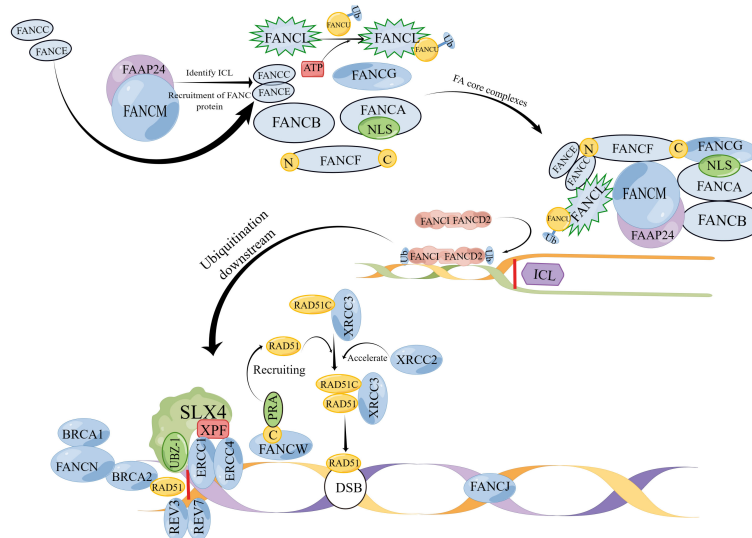 FANCC
FANCE
FAAP24
FANCM
Identify ICL
Recruitment of FANC
protein
FANCL
ATP
FANCU
Ub
FANCL
FANCU
Ub
FANCC
FANCE
FANCG
FANCB
FANCA
NLS
N
FANCF
C
FA core complexes
N
FANCF
C
FANCG
FANCE
FANCC
NLS
FANCL
FANCM
FANCA
FANCU
Ub
FAAP24
FANCB
FANCI FANCD2
Ub
FANCI
FANCD2
Ub
ICL
Ubiquitination
downstream
RAD51C
XRCC3
RAD51
Accelerate
XRCC2
Recruiting
RAD51C
RAD51
XRCC3
PRA
C
FANCW
SLX4
XPF
UBZ-1
ERCC1
ERCC4
BRCA1
FANCN
BRCA2
RAD51
REV3
REV7
RAD51
DSB
FANCJ